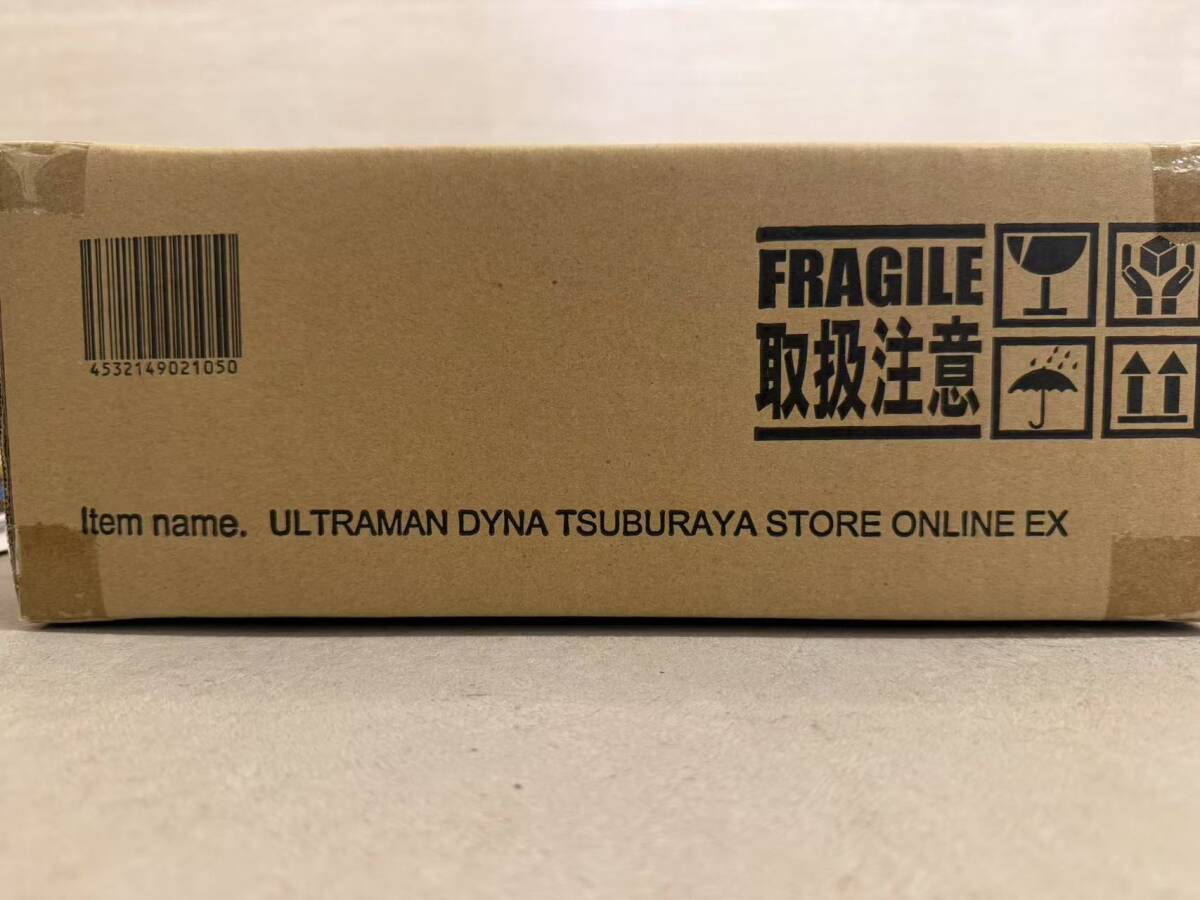 4532149021050
FRAGILE
取扱注意
Item name. ULTRAMAN DYNA TSUBURAYA STORE ONLINE EX